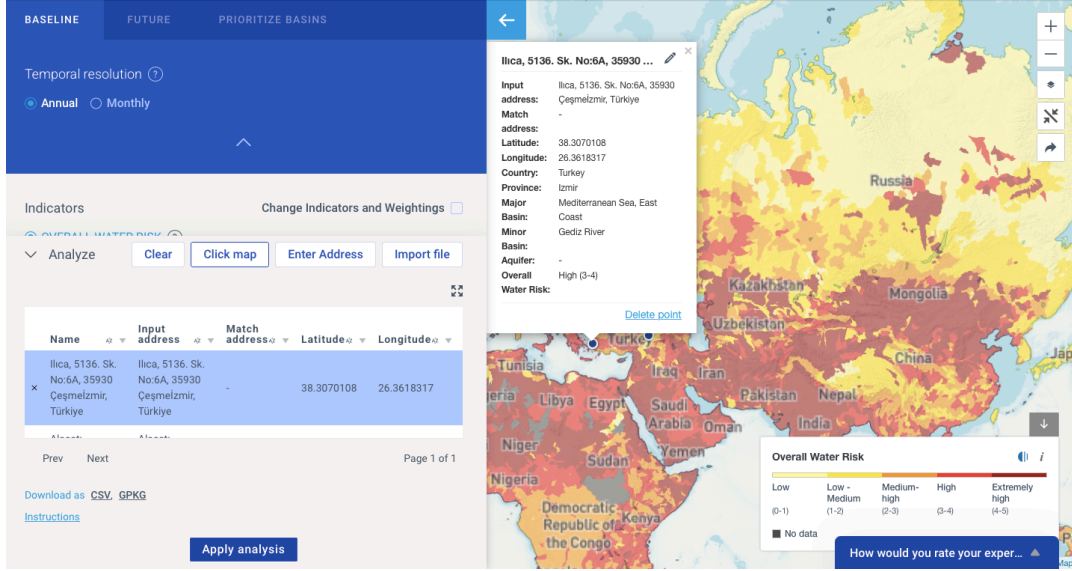 BASELINE FUTURE PRIORITIZE BASINS
Temporal resolution ?
Annual Monthly
Indicators Change Indicators and Weightings
OVERALL WATER RISK ?
Analyze Clear Click map Enter Address Import file
Name Input address Match address Latitude Longitude
× Ilıca, 5136. Sk. No:6A, 35930 ÇeşmeIzmir, Türkiye Ilıca, 5136. Sk. No:6A, 35930 ÇeşmeIzmir, Türkiye - 38.3070108 26.3618317
Prev Next Page 1 of 1
Download as CSV, GPKG
Instructions
Apply analysis
Ilıca, 5136. Sk. No:6A, 35930 ...
Input address: Ilıca, 5136. Sk. No:6A, 35930 ÇeşmeIzmir, Türkiye
Match address: -
Latitude: 38.3070108
Longitude: 26.3618317
Country: Turkey
Province: Izmir
Major Basin: Mediterranean Sea, East Coast
Minor Basin: Gediz River
Aquifer: -
Overall Water Risk: High (3-4)
Delete point
Russia
Kazakhstan
Mongolia
Uzbekistan
Turkey
China
Tunisia
Iraq Iran
Pakistan Nepal
Libya Egypt Saudi Arabia Oman
India
Niger
Sudan
Yemen
Nigeria
Democratic Republic of the Congo
Kenya
Overall Water Risk i
Low Low - Medium Medium-high High Extremely high
(0-1) (1-2) (2-3) (3-4) (4-5)
No data
How would you rate your exper...